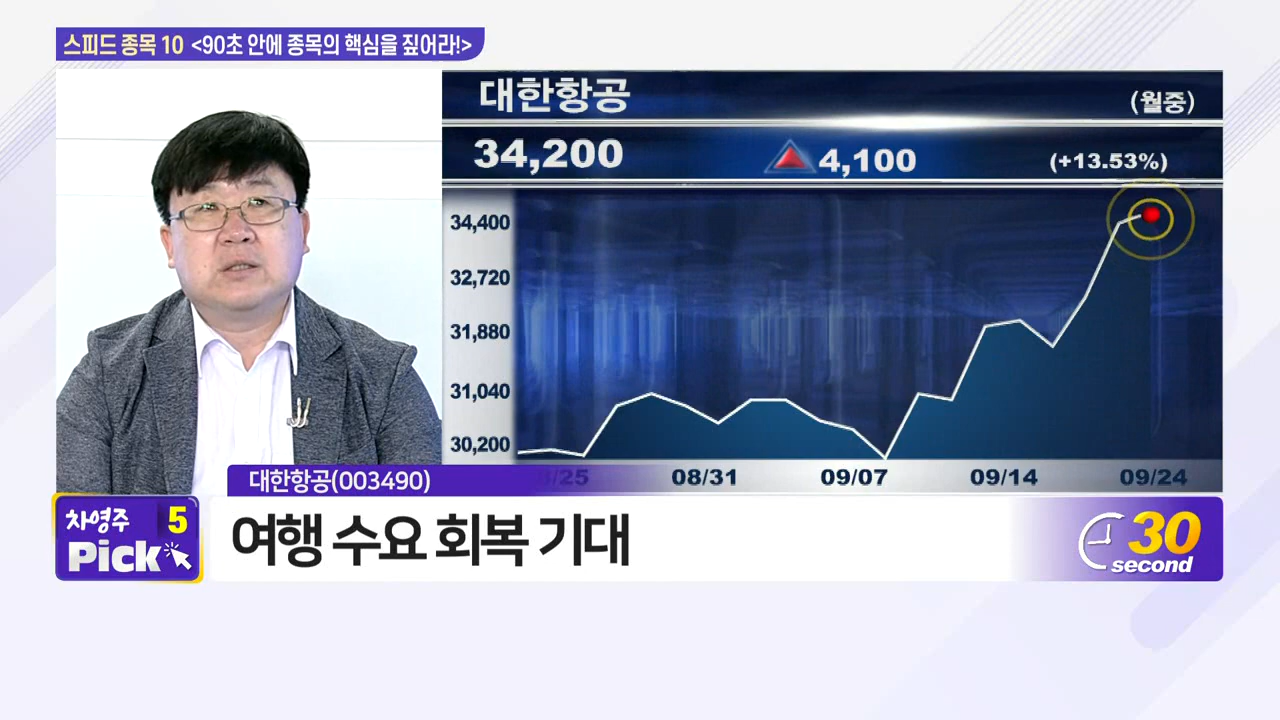 스피드 종목 10 <90초 안에 종목의 핵심을 짚어라!>
대한항공
(월중)
34,200 ▲ 4,100 (+13.53%)
34,400
32,720
31,880
31,040
30,200
08/31 09/07 09/14 09/24
대한항공(003490)
차영주 5
Pick
여행 수요 회복 기대
30
second